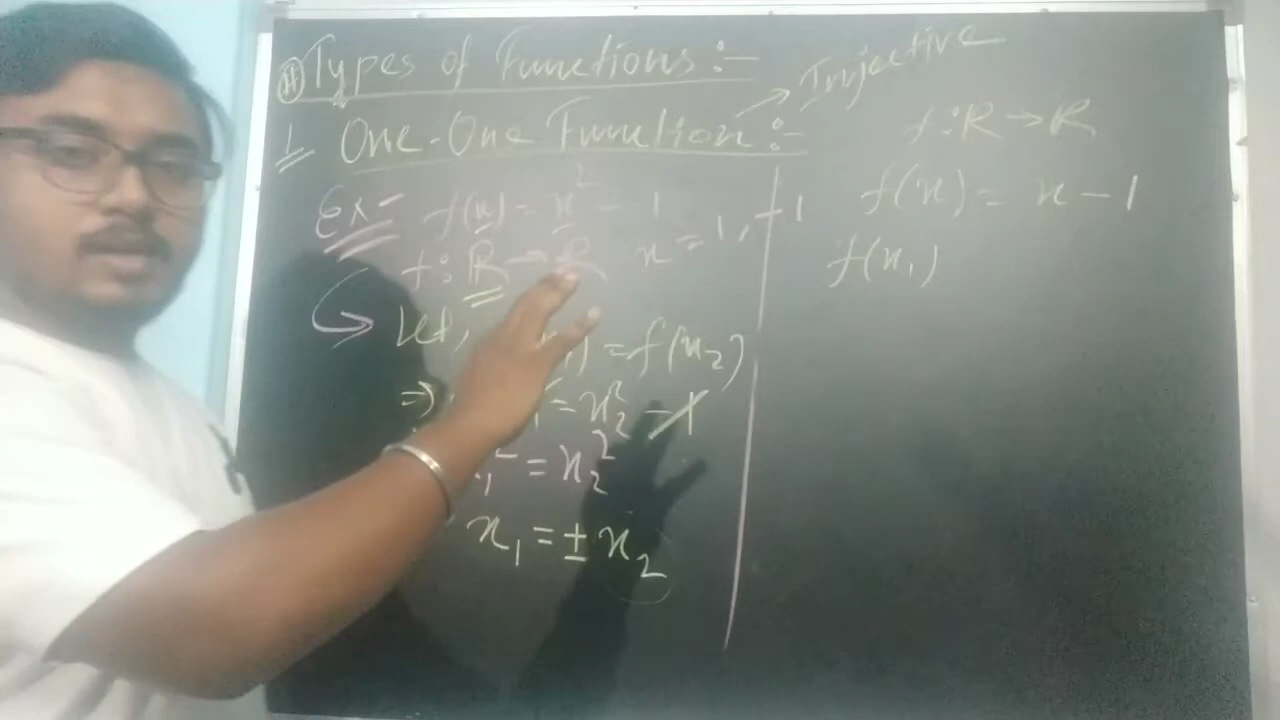 # Types of Functions :-
1. One-One Function :- → Injective
Ex- f(x) = x² - 1
f : R → R x = 1, -1
Let, ) = f(x₂)
⇒ = x₂² - 1
= x₂²
x₁ = ± x₂
f : R → R
f(x) = x - 1
f(x₁)